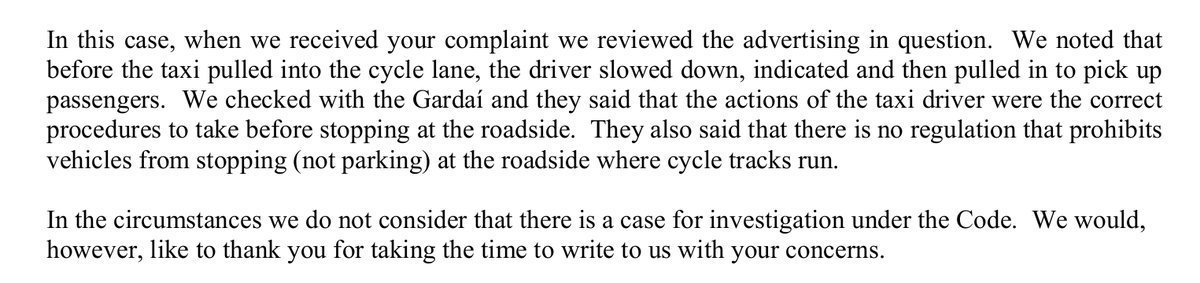 In this case, when we received your complaint we reviewed the advertising in question.  We noted that
before the taxi pulled into the cycle lane, the driver slowed down, indicated and then pulled in to pick up
passengers.  We checked with the Gardaí and they said that the actions of the taxi driver were the correct
procedures to take before stopping at the roadside.  They also said that there is no regulation that prohibits
vehicles from stopping (not parking) at the roadside where cycle tracks run.

In the circumstances we do not consider that there is a case for investigation under the Code.  We would,
however, like to thank you for taking the time to write to us with your concerns.